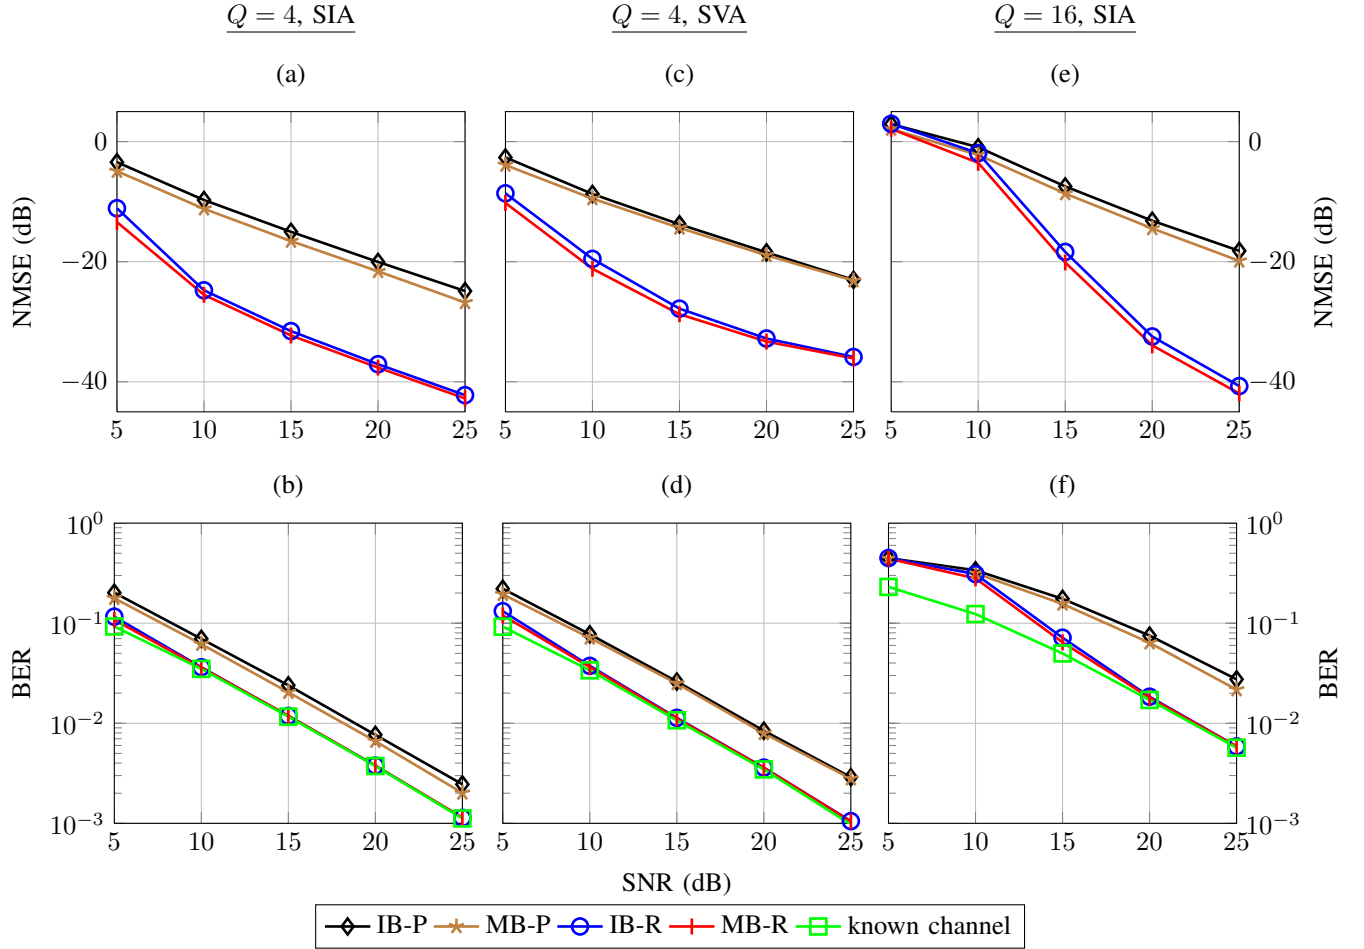 Q = 4, SIA
Q = 4, SVA
Q = 16, SIA
(a)
(c)
(e)
NMSE (dB)
0
−20
−40
5 10 15 20 25
5 10 15 20 25
5 10 15 20 25
0
−20
−40
NMSE (dB)
(b)
(d)
(f)
BER
10^0
10^−1
10^−2
10^−3
5 10 15 20 25
5 10 15 20 25
5 10 15 20 25
10^0
10^−1
10^−2
10^−3
BER
SNR (dB)
IB-P MB-P IB-R MB-R known channel